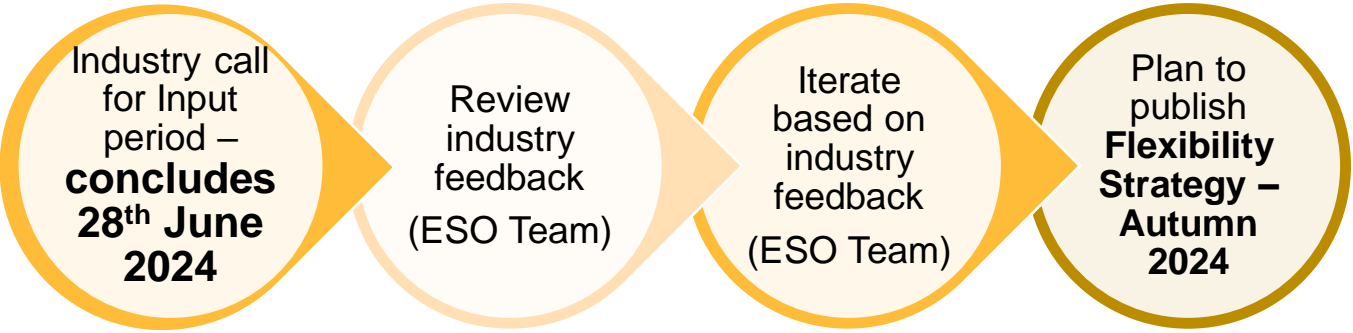 Industry call
for Input
period –
concludes
28th June
2024
Review
industry
feedback
(ESO Team)
Iterate
based on
industry
feedback
(ESO Team)
Plan to
publish
Flexibility
Strategy –
Autumn
2024